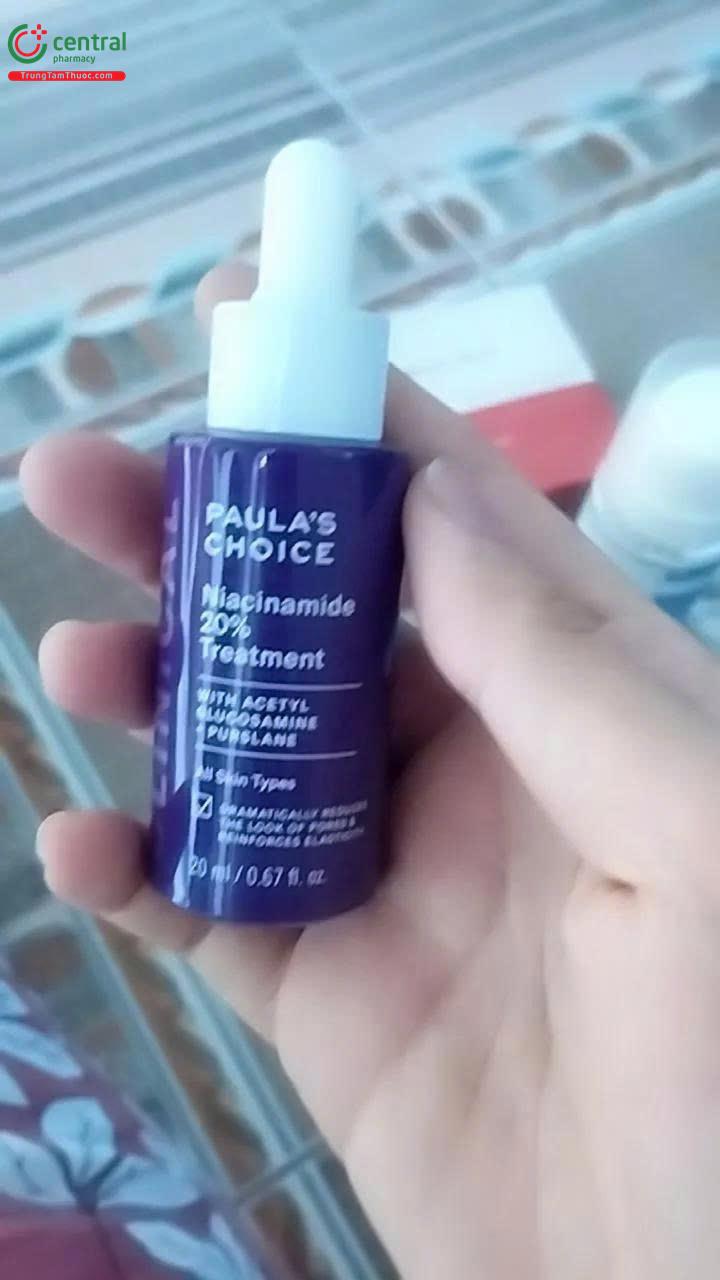 central
pharmacy
TrungTamThuoc.com
PAULA'S
CHOICE
Niacinamide
20%
Treatment
WITH ACETYL
GLUCOSAMINE
+ PURSLANE
All Skin Types
DRAMATICALLY REDUCES
THE LOOK OF PORES &
REINFORCES ELASTICITY
20 ml / 0.67 fl. oz.
CLINICAL